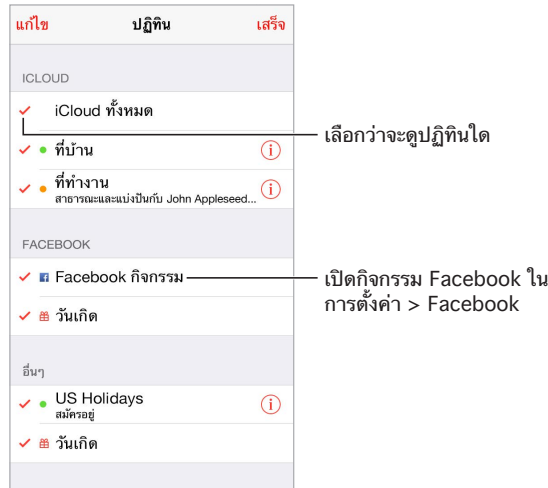 แก้ไข ปฏิทิน เสร็จ
ICLOUD
iCloud ทั้งหมด
เลือกว่าจะดูปฏิทินใด
ที่บ้าน
ที่ทำงาน
สาธารณะและแบ่งปันกับ John Appleseed...
FACEBOOK
Facebook กิจกรรม
เปิดกิจกรรม Facebook ใน
การตั้งค่า > Facebook
วันเกิด
อื่นๆ
US Holidays
สมัครอยู่
วันเกิด